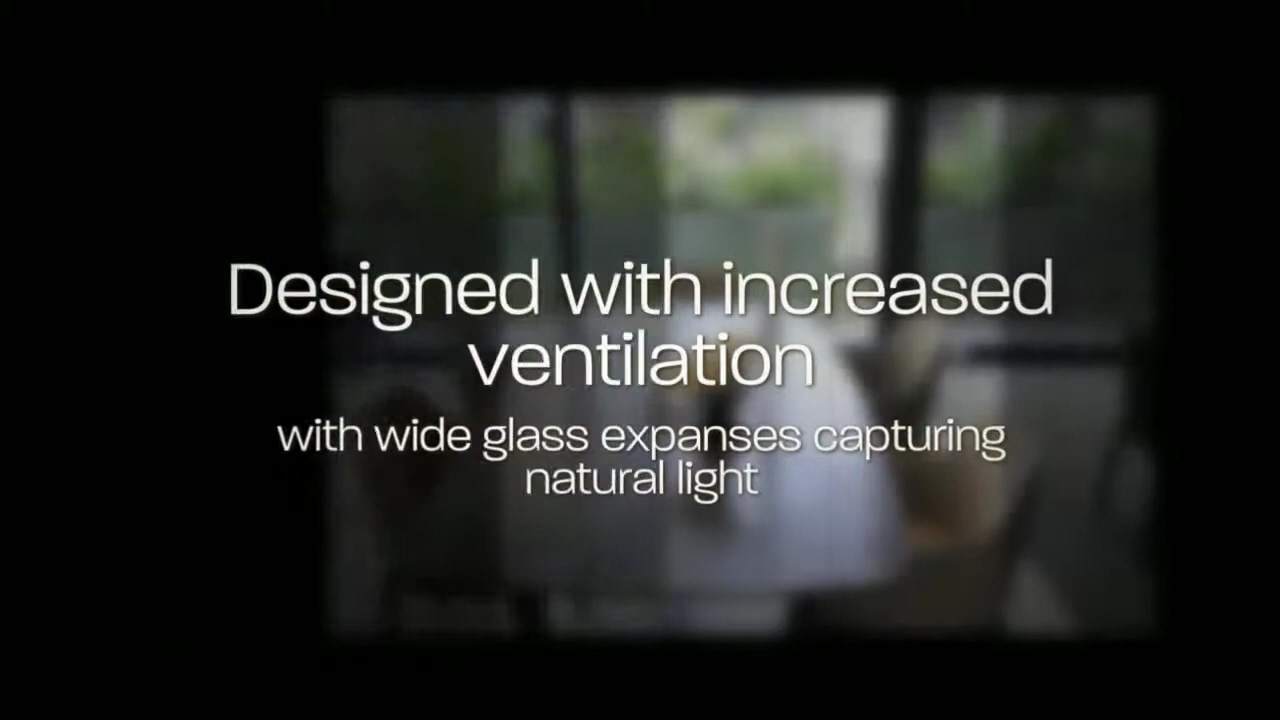 Designed with increased
ventilation
with wide glass expanses capturing
natural light